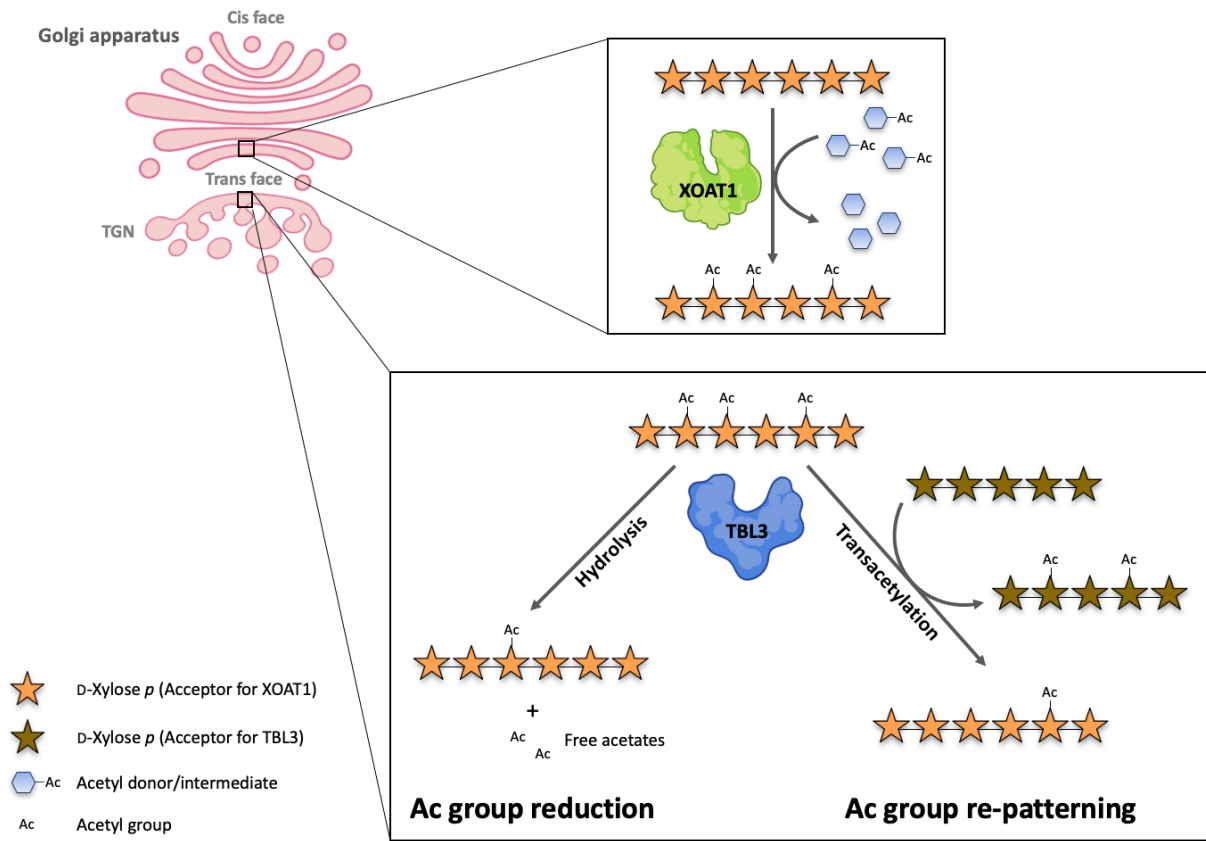 Cis face
Golgi apparatus
Trans face
TGN
Ac
Ac
Ac
XOAT1
Ac
Ac
Ac
Ac
Ac
Ac
TBL3
Hydrolysis
Transacetylation
Ac
Ac
Ac
+
Ac
Ac
Free acetates
Ac
Ac group reduction
Ac group re-patterning
D-Xylose p (Acceptor for XOAT1)
D-Xylose p (Acceptor for TBL3)
Ac Acetyl donor/intermediate
Ac Acetyl group